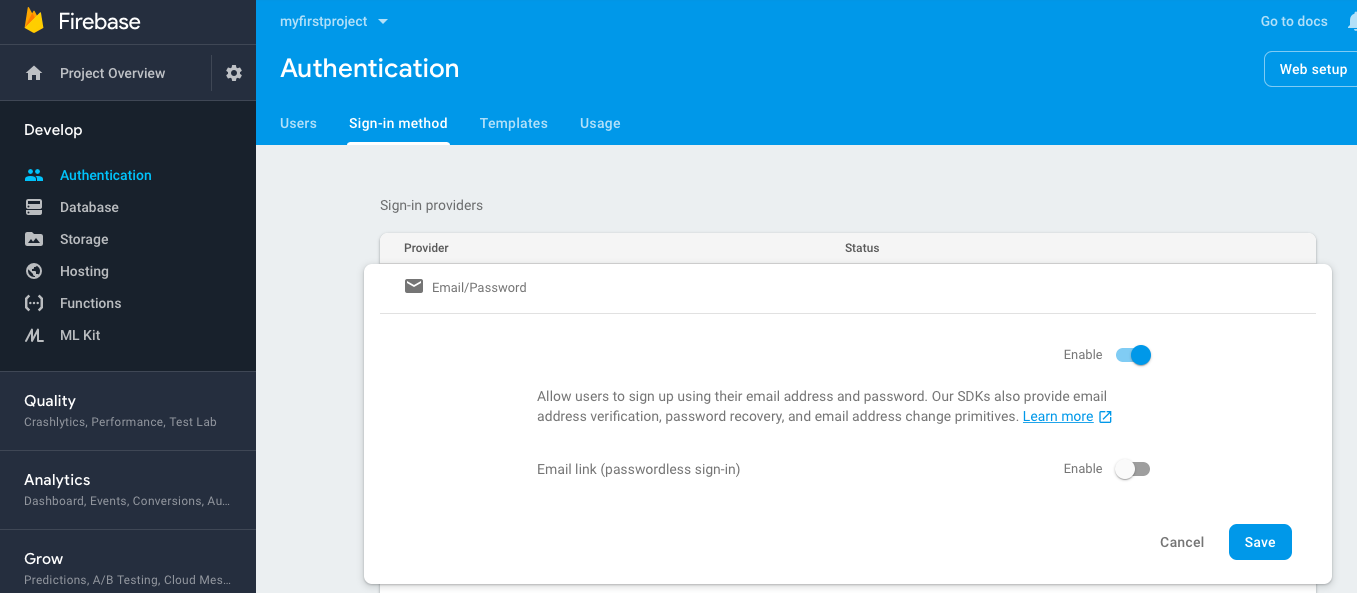 Firebase
Project Overview
Develop
Authentication
Database
Storage
Hosting
Functions
ML Kit
Quality
Crashlytics, Performance, Test Lab
Analytics
Dashboard, Events, Conversions, Au...
Grow
Predictions, A/B Testing, Cloud Mes...
myfirstproject
Go to docs
Authentication
Web setup
Users Sign-in method Templates Usage
Sign-in providers
Provider Status
Email/Password
Enable
Allow users to sign up using their email address and password. Our SDKs also provide email
address verification, password recovery, and email address change primitives. Learn more
Email link (passwordless sign-in) Enable
Cancel Save